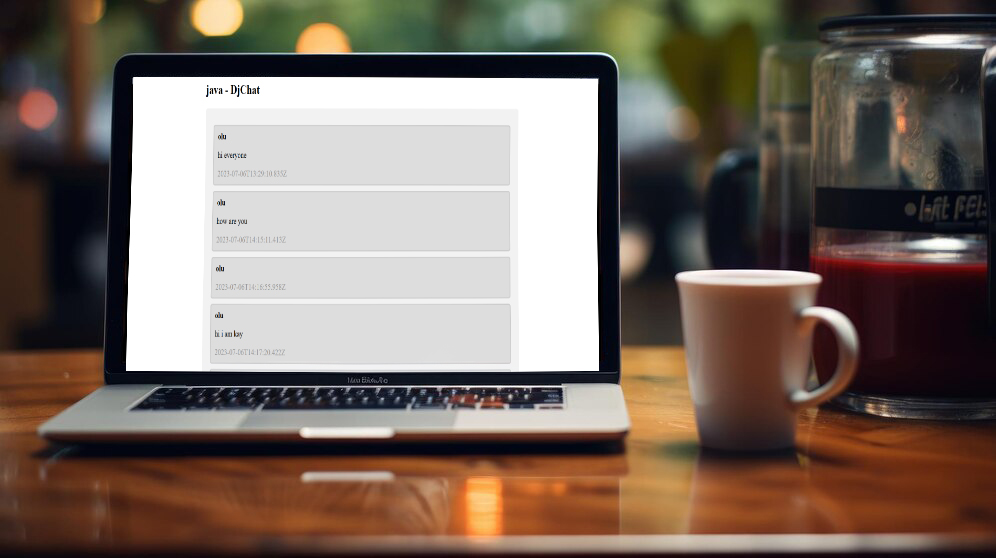 java - DjChat
olu
hi everyone
2023-07-06T13:29:10.635Z
olu
how are you
2023-07-06T14:15:11.415Z
olu
2023-07-06T14:16:53.958Z
olu
hi i am kay
2023-07-06T14:17:20.422Z